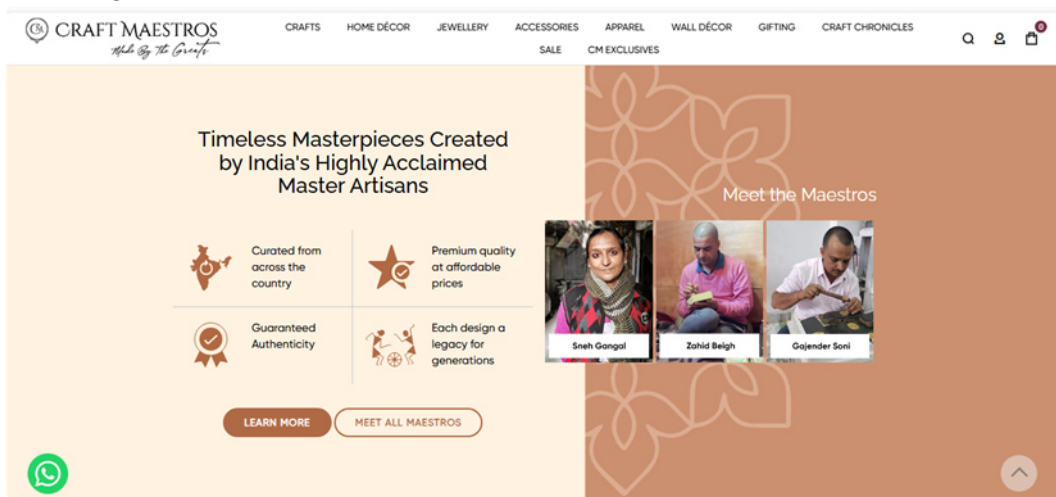 CRAFT MAESTROS
Made By The Greats
CRAFTS HOME DÉCOR JEWELLERY ACCESSORIES APPAREL WALL DÉCOR GIFTING CRAFT CHRONICLES
SALE CM EXCLUSIVES
0
Timeless Masterpieces Created
by India's Highly Acclaimed
Master Artisans
Curated from
across the
country
Premium quality
at affordable
prices
Guaranteed
Authenticity
Each design a
legacy for
generations
LEARN MORE
MEET ALL MAESTROS
Meet the Maestros
Sneh Gangal
Zahid Beigh
Gajender Soni